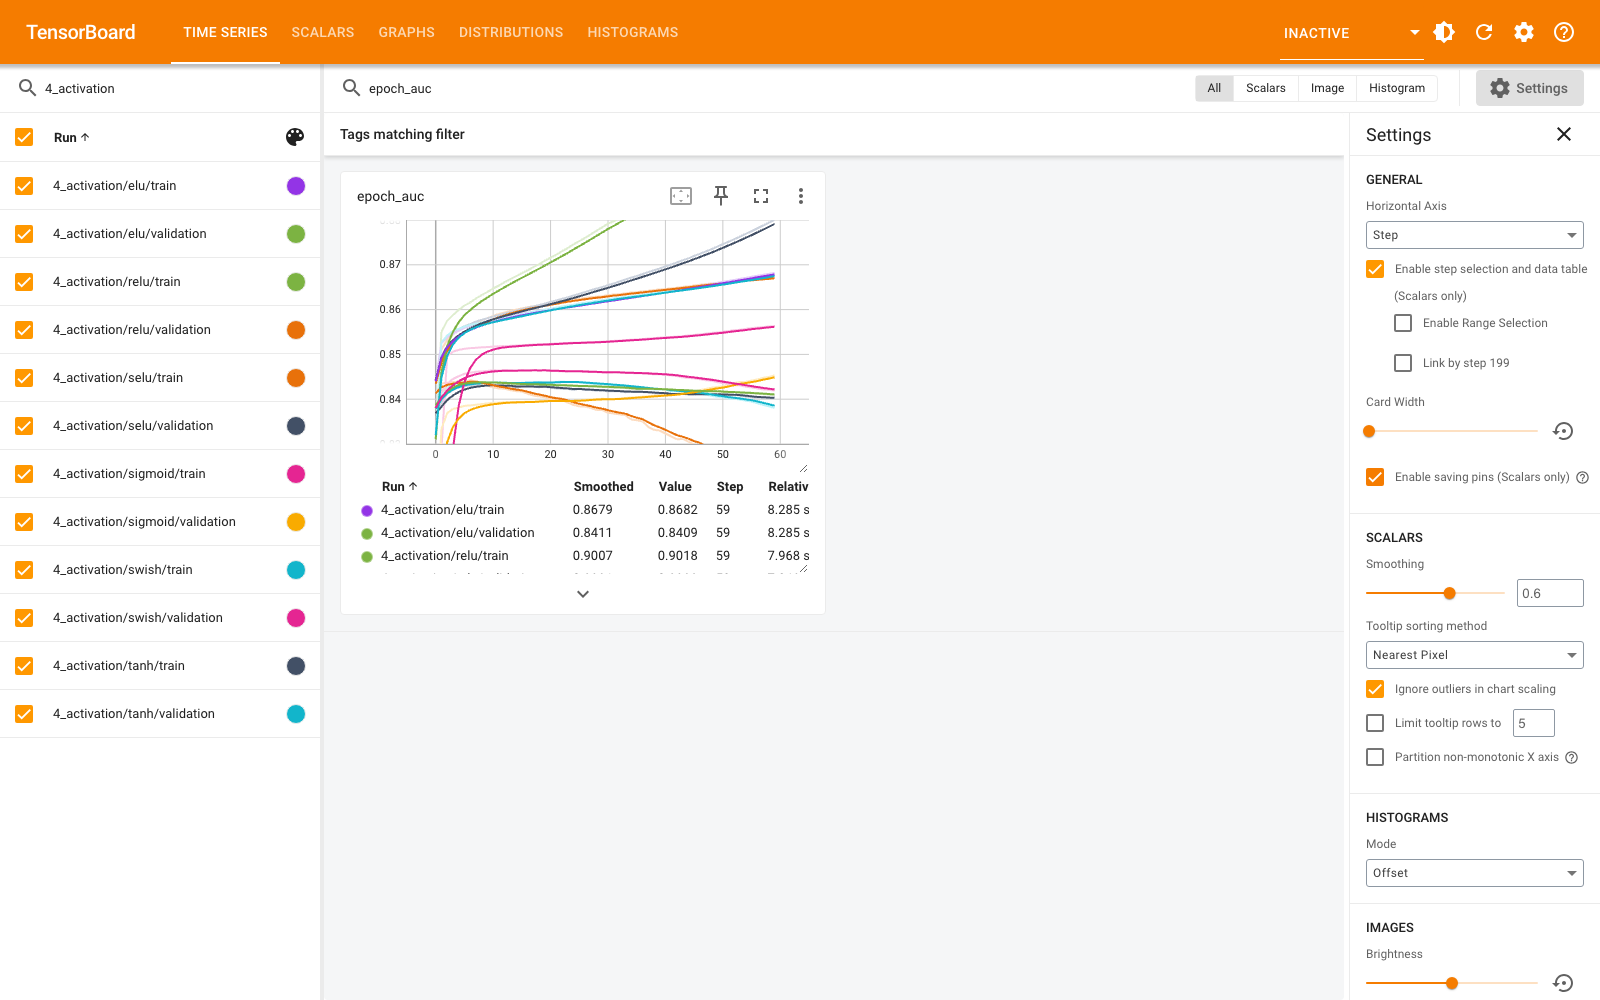 TensorBoard
TIME SERIES SCALARS GRAPHS DISTRIBUTIONS HISTOGRAMS
INACTIVE
4_activation
epoch_auc
All Scalars Image Histogram
Settings
Run
4_activation/elu/train
4_activation/elu/validation
4_activation/relu/train
4_activation/relu/validation
4_activation/selu/train
4_activation/selu/validation
4_activation/sigmoid/train
4_activation/sigmoid/validation
4_activation/swish/train
4_activation/swish/validation
4_activation/tanh/train
4_activation/tanh/validation
Tags matching filter
epoch_auc
0.87
0.86
0.85
0.84
0 10 20 30 40 50 60
Run Smoothed Value Step Relativ
4_activation/elu/train 0.8679 0.8682 59 8.285 s
4_activation/elu/validation 0.8411 0.8409 59 8.285 s
4_activation/relu/train 0.9007 0.9018 59 7.968 s
Settings
GENERAL
Horizontal Axis
Step
Enable step selection and data table
(Scalars only)
Enable Range Selection
Link by step 199
Card Width
Enable saving pins (Scalars only)
SCALARS
Smoothing
0.6
Tooltip sorting method
Nearest Pixel
Ignore outliers in chart scaling
Limit tooltip rows to 5
Partition non-monotonic X axis
HISTOGRAMS
Mode
Offset
IMAGES
Brightness